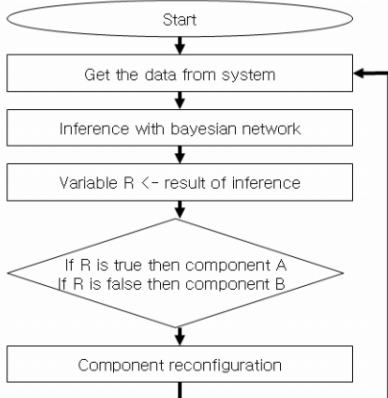 Start
Get the data from system
Inference with bayesian network
Variable R <- result of inference
If R is true then component A
If R is false then component B
Component reconfiguration